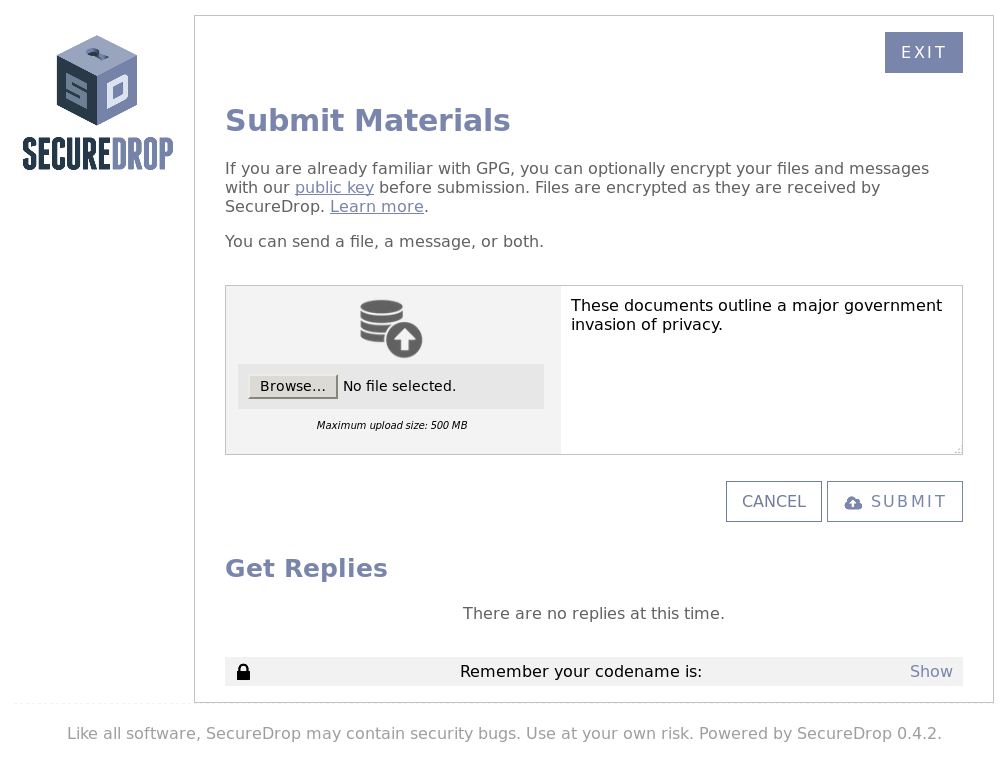 SECUREDROP
EXIT
Submit Materials
If you are already familiar with GPG, you can optionally encrypt your files and messages
with our public key before submission. Files are encrypted as they are received by
SecureDrop. Learn more.
You can send a file, a message, or both.
Browse... No file selected.
Maximum upload size: 500 MB
These documents outline a major government
invasion of privacy.
CANCEL
SUBMIT
Get Replies
There are no replies at this time.
Remember your codename is:
Show
Like all software, SecureDrop may contain security bugs. Use at your own risk. Powered by SecureDrop 0.4.2.